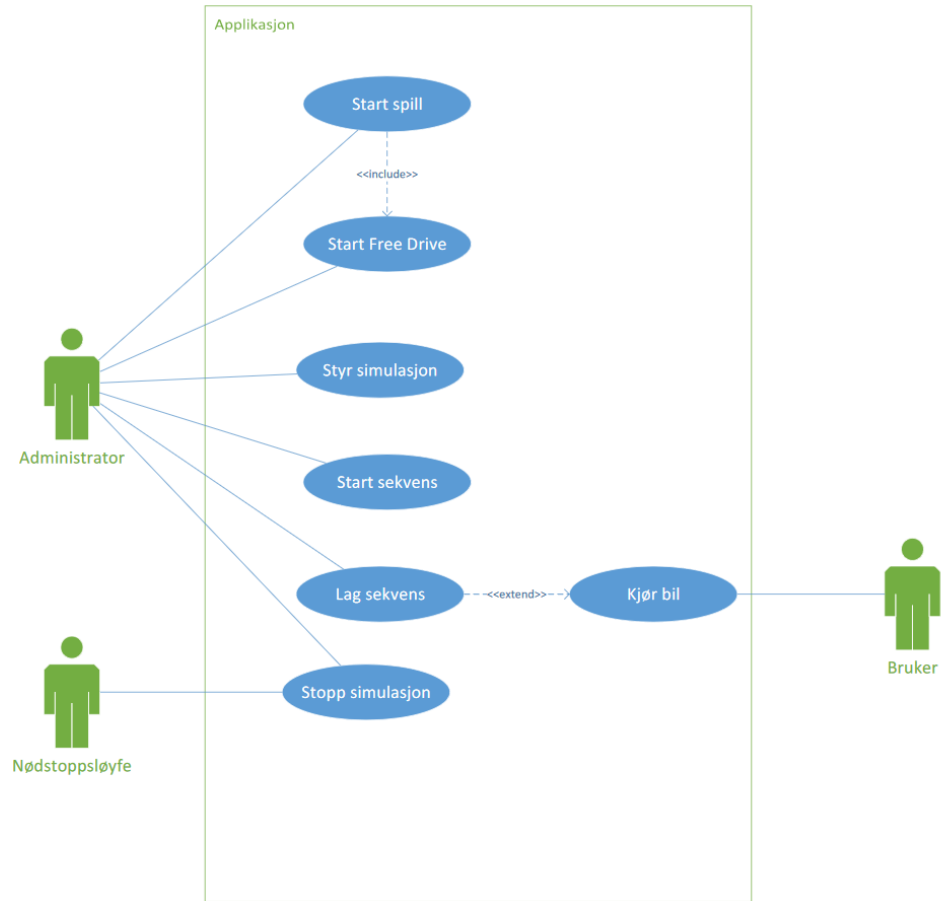 Applikasjon
Start spill
<<include>>
Start Free Drive
Styr simulasjon
Administrator
Start sekvens
Lag sekvens
<<extend>>
Kjør bil
Bruker
Stopp simulasjon
Nødstoppsløyfe